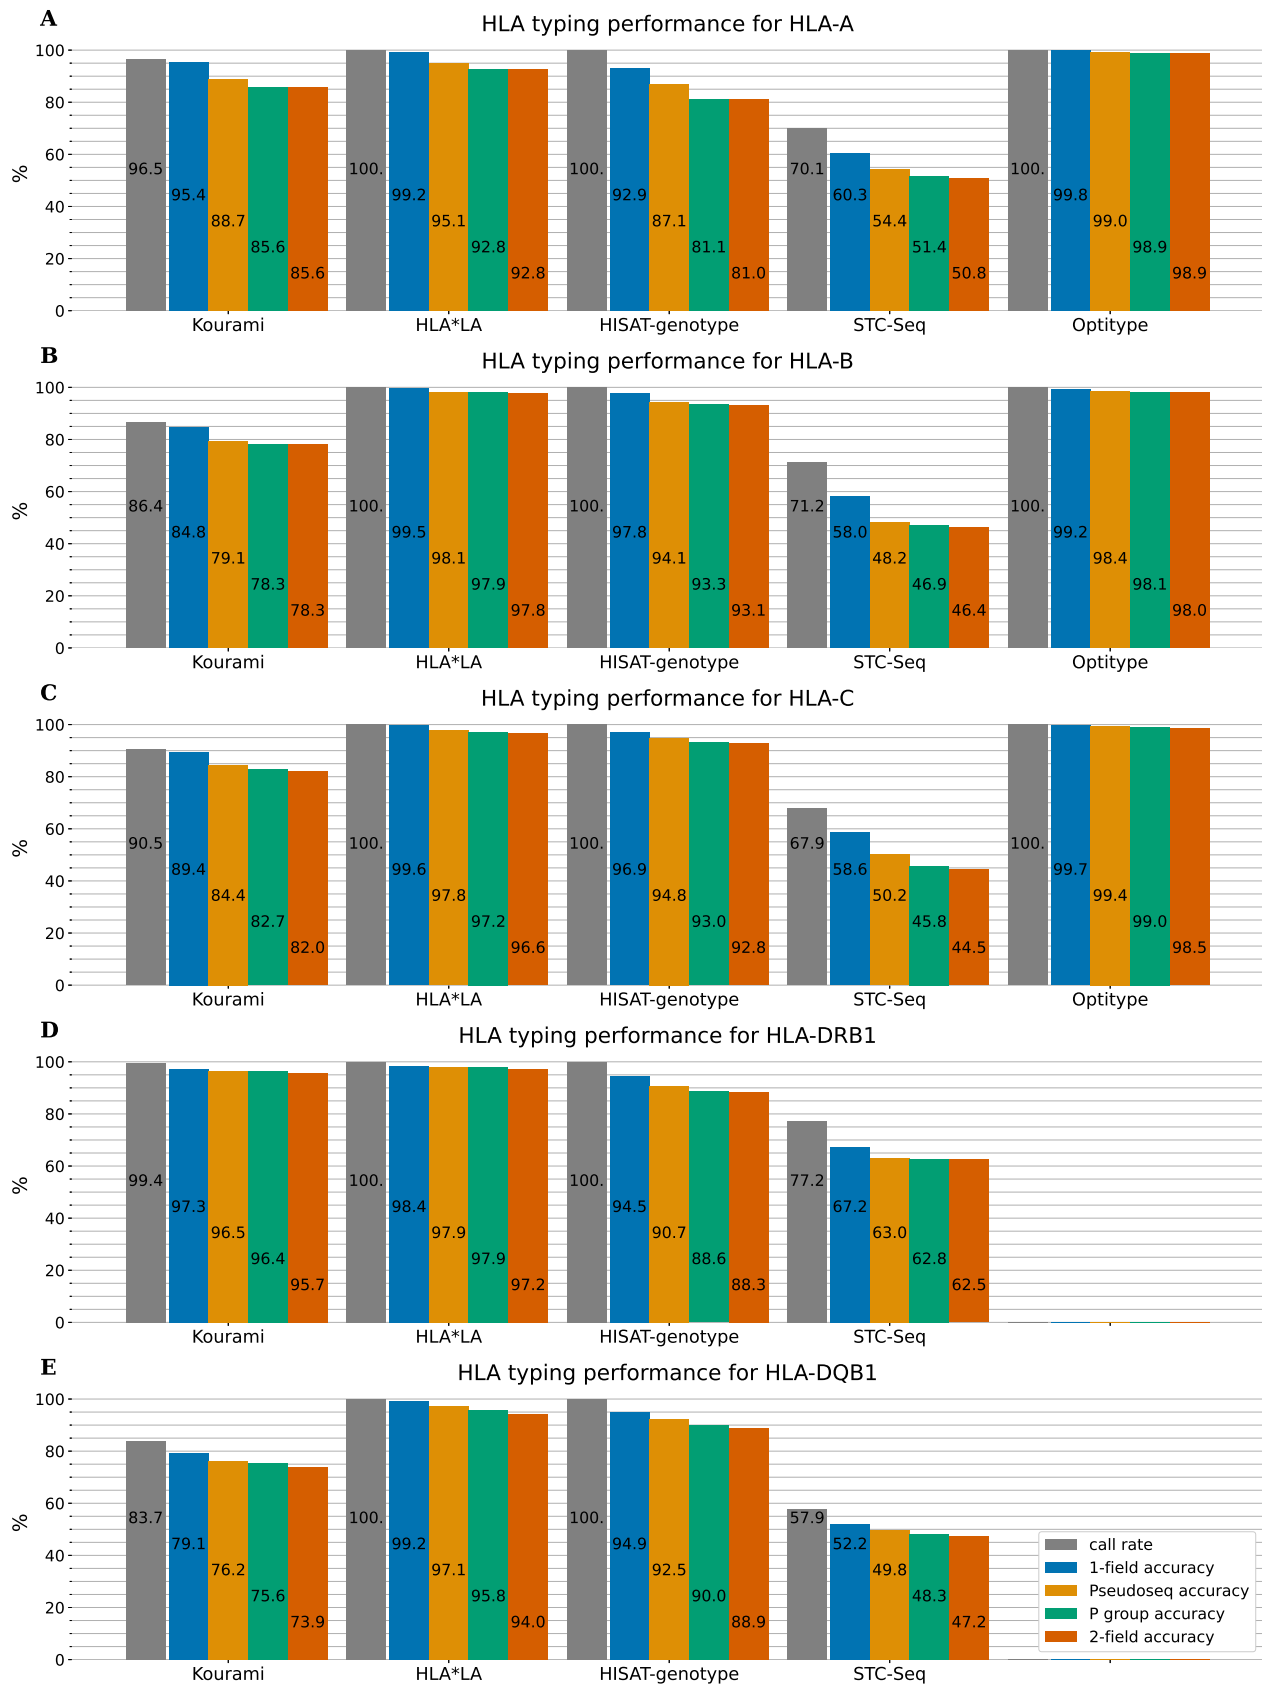 A
HLA typing performance for HLA-A
%
100
80
60
40
20
0
96.5 95.4 88.7 85.6 85.6
100. 99.2 95.1 92.8 92.8
100. 92.9 87.1 81.1 81.0
70.1 60.3 54.4 51.4 50.8
100. 99.8 99.0 98.9 98.9
Kourami HLA*LA HISAT-genotype STC-Seq Optitype
B
HLA typing performance for HLA-B
%
100
80
60
40
20
0
86.4 84.8 79.1 78.3 78.3
100. 99.5 98.1 97.9 97.8
100. 97.8 94.1 93.3 93.1
71.2 58.0 48.2 46.9 46.4
100. 99.2 98.4 98.1 98.0
Kourami HLA*LA HISAT-genotype STC-Seq Optitype
C
HLA typing performance for HLA-C
%
100
80
60
40
20
0
90.5 89.4 84.4 82.7 82.0
100. 99.6 97.8 97.2 96.6
100. 96.9 94.8 93.0 92.8
67.9 58.6 50.2 45.8 44.5
100. 99.7 99.4 99.0 98.5
Kourami HLA*LA HISAT-genotype STC-Seq Optitype
D
HLA typing performance for HLA-DRB1
%
100
80
60
40
20
0
99.4 97.3 96.5 96.4 95.7
100. 98.4 97.9 97.9 97.2
100. 94.5 90.7 88.6 88.3
77.2 67.2 63.0 62.8 62.5
Kourami HLA*LA HISAT-genotype STC-Seq
E
HLA typing performance for HLA-DQB1
%
100
80
60
40
20
0
83.7 79.1 76.2 75.6 73.9
100. 99.2 97.1 95.8 94.0
100. 94.9 92.5 90.0 88.9
57.9 52.2 49.8 48.3 47.2
Kourami HLA*LA HISAT-genotype STC-Seq
call rate
1-field accuracy
Pseudoseq accuracy
P group accuracy
2-field accuracy